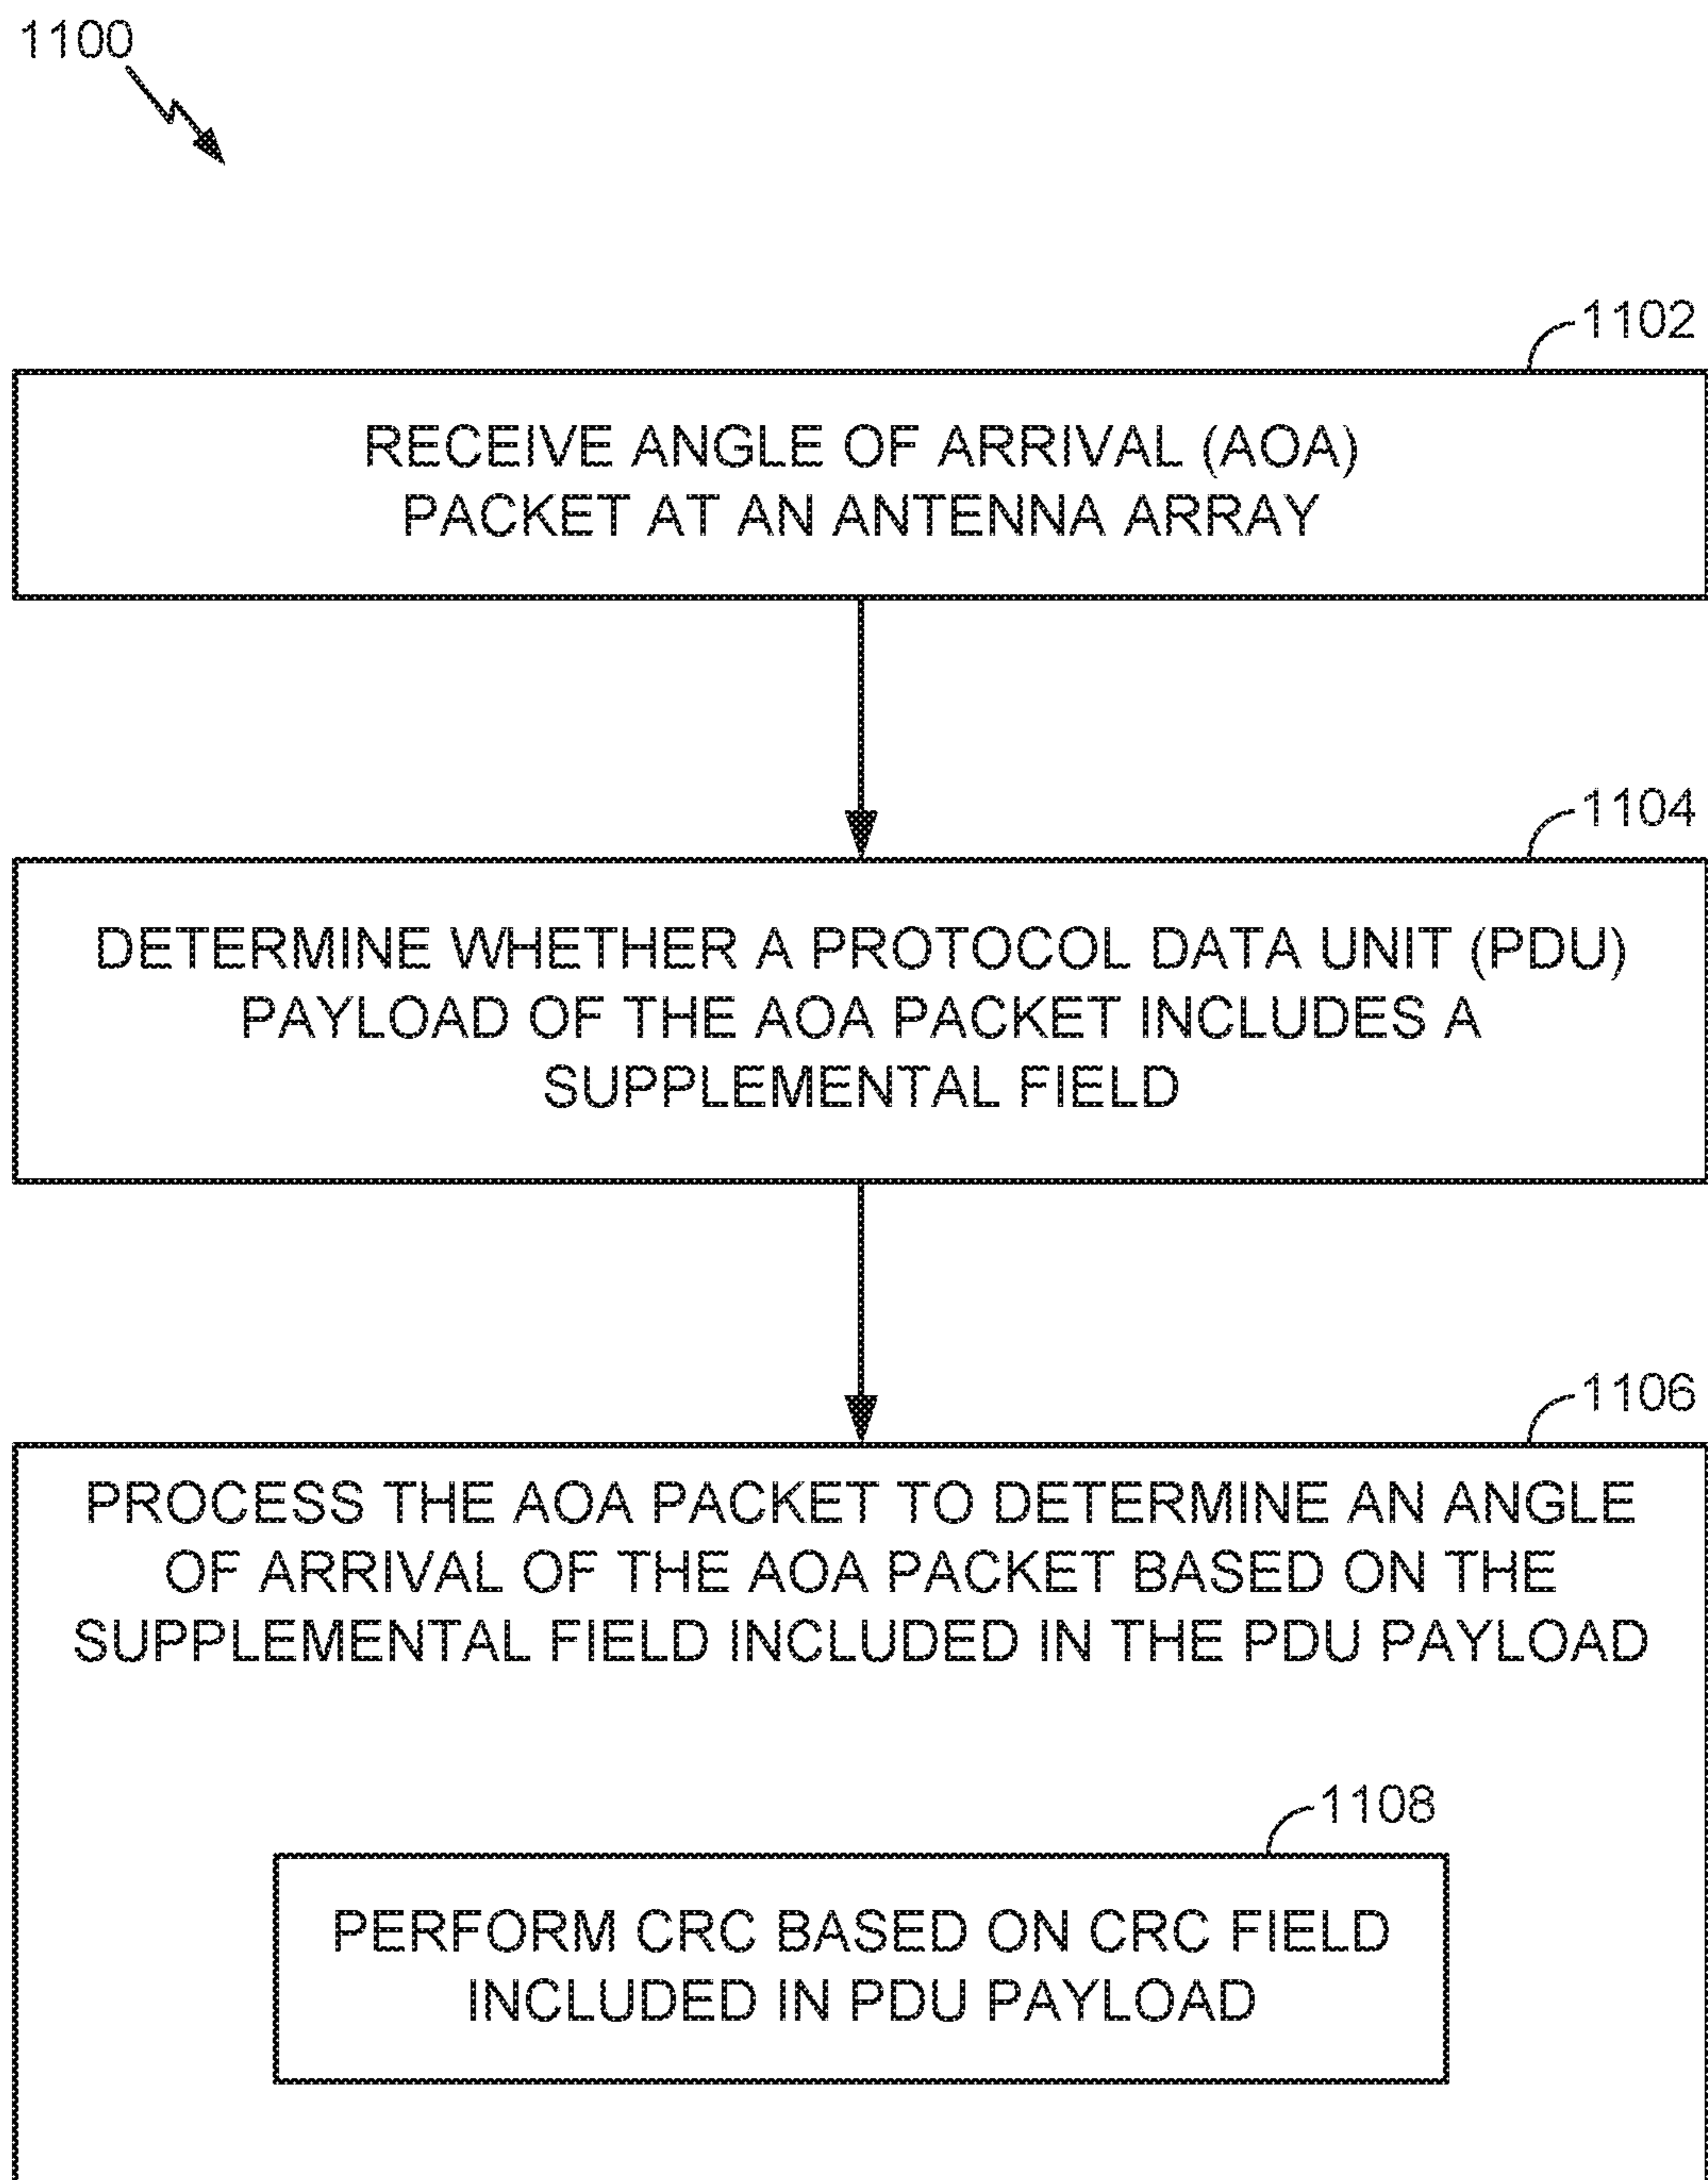 1100
1102
RECEIVE ANGLE OF ARRIVAL (AOA)
PACKET AT AN ANTENNA ARRAY
1104
DETERMINE WHETHER A PROTOCOL DATA UNIT (PDU)
PAYLOAD OF THE AOA PACKET INCLUDES A
SUPPLEMENTAL FIELD
1106
PROCESS THE AOA PACKET TO DETERMINE AN ANGLE
OF ARRIVAL OF THE AOA PACKET BASED ON THE
SUPPLEMENTAL FIELD INCLUDED IN THE PDU PAYLOAD
1108
PERFORM CRC BASED ON CRC FIELD
INCLUDED IN PDU PAYLOAD